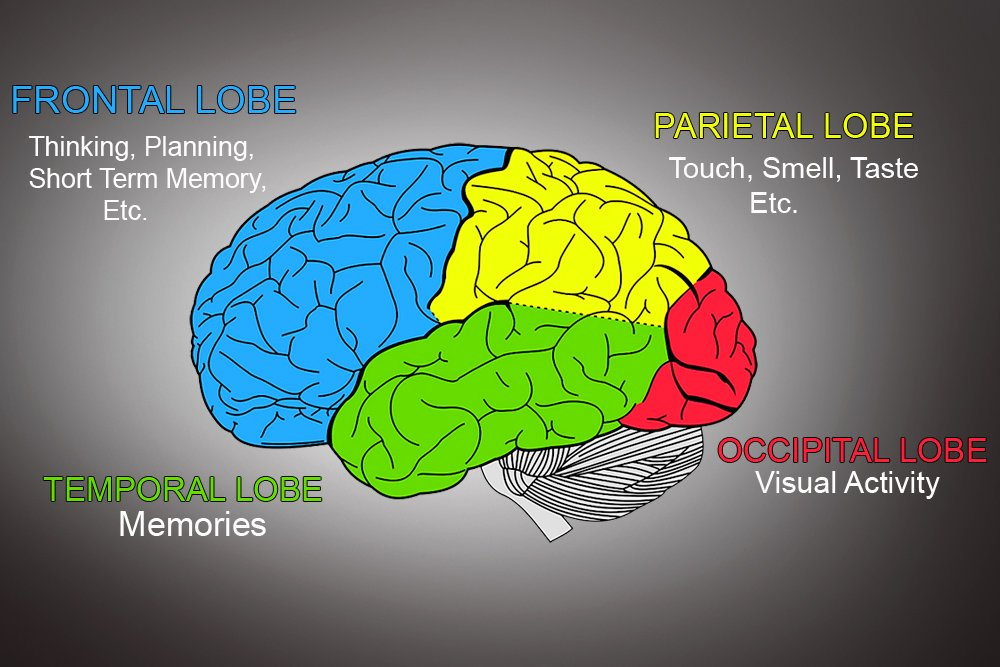 FRONTAL LOBE
Thinking, Planning,
Short Term Memory,
Etc.
PARIETAL LOBE
Touch, Smell, Taste
Etc.
TEMPORAL LOBE
Memories
OCCIPITAL LOBE
Visual Activity